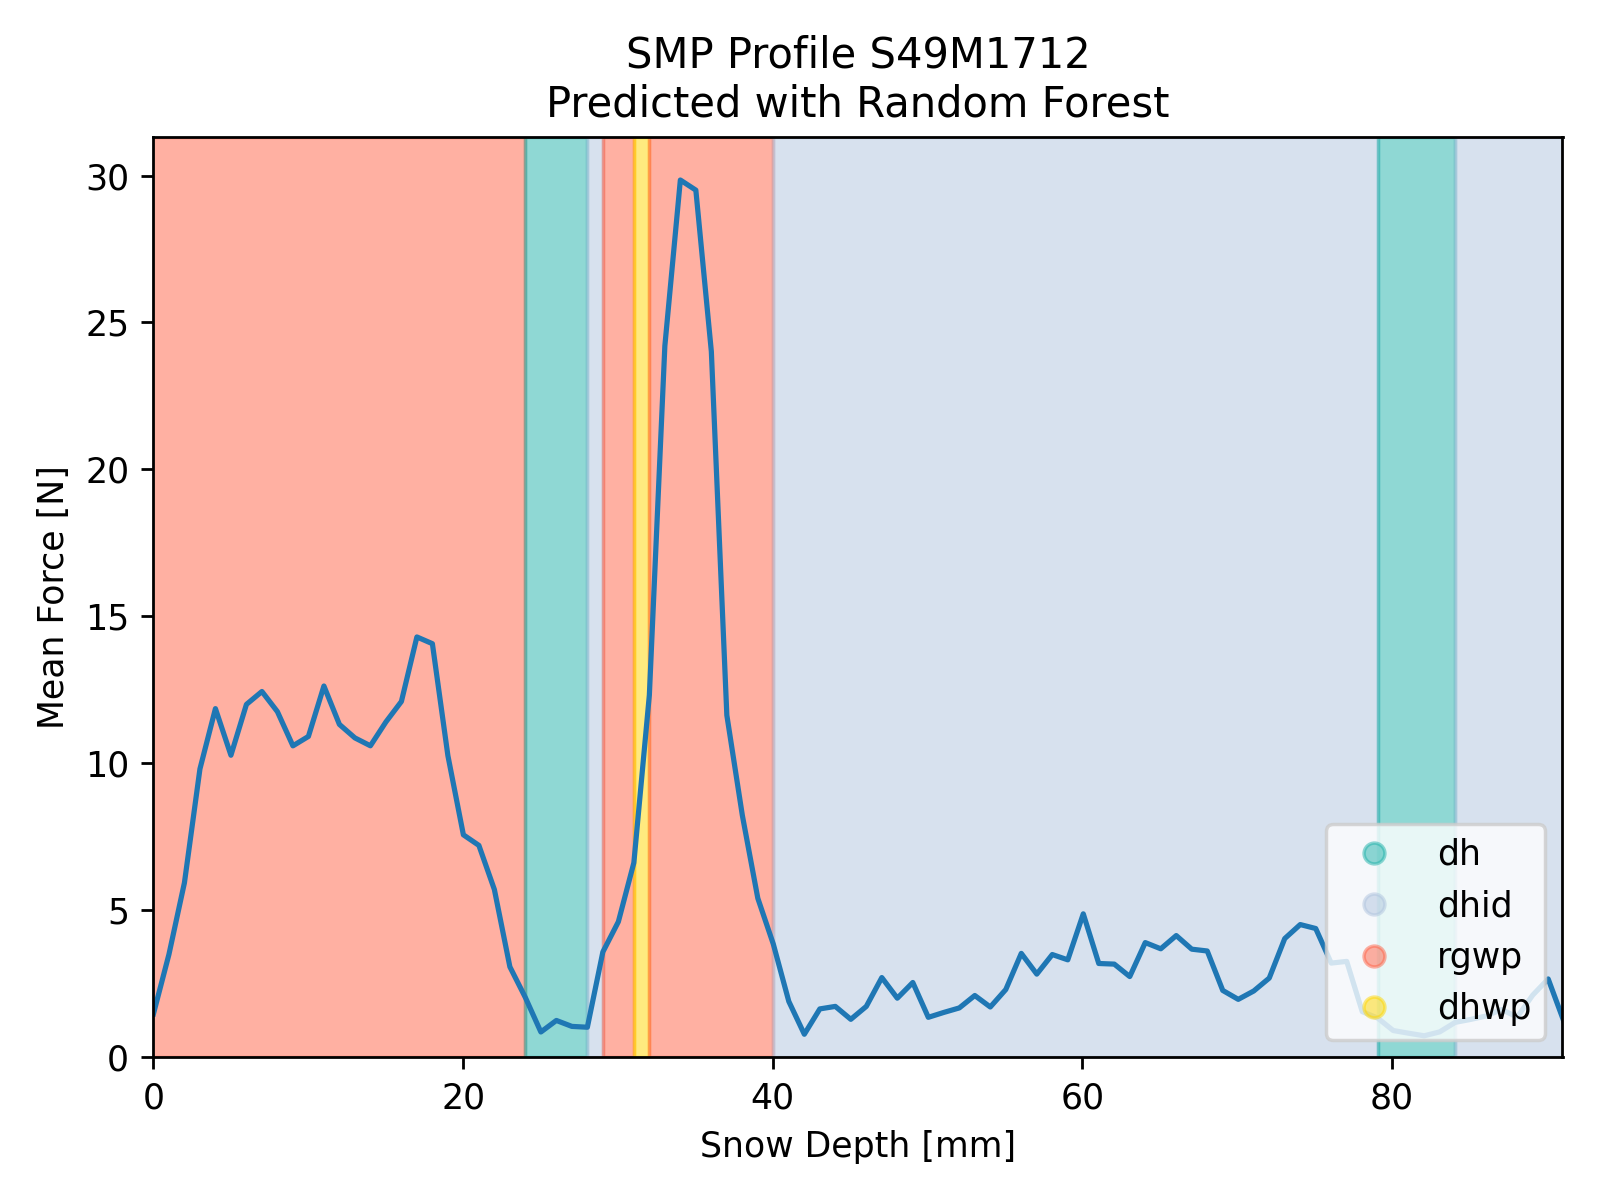 SMP Profile S49M1712
Predicted with Random Forest
Mean Force [N]
30
25
20
15
10
5
0
0 20 40 60 80
Snow Depth [mm]
dh
dhid
rgwp
dhwp